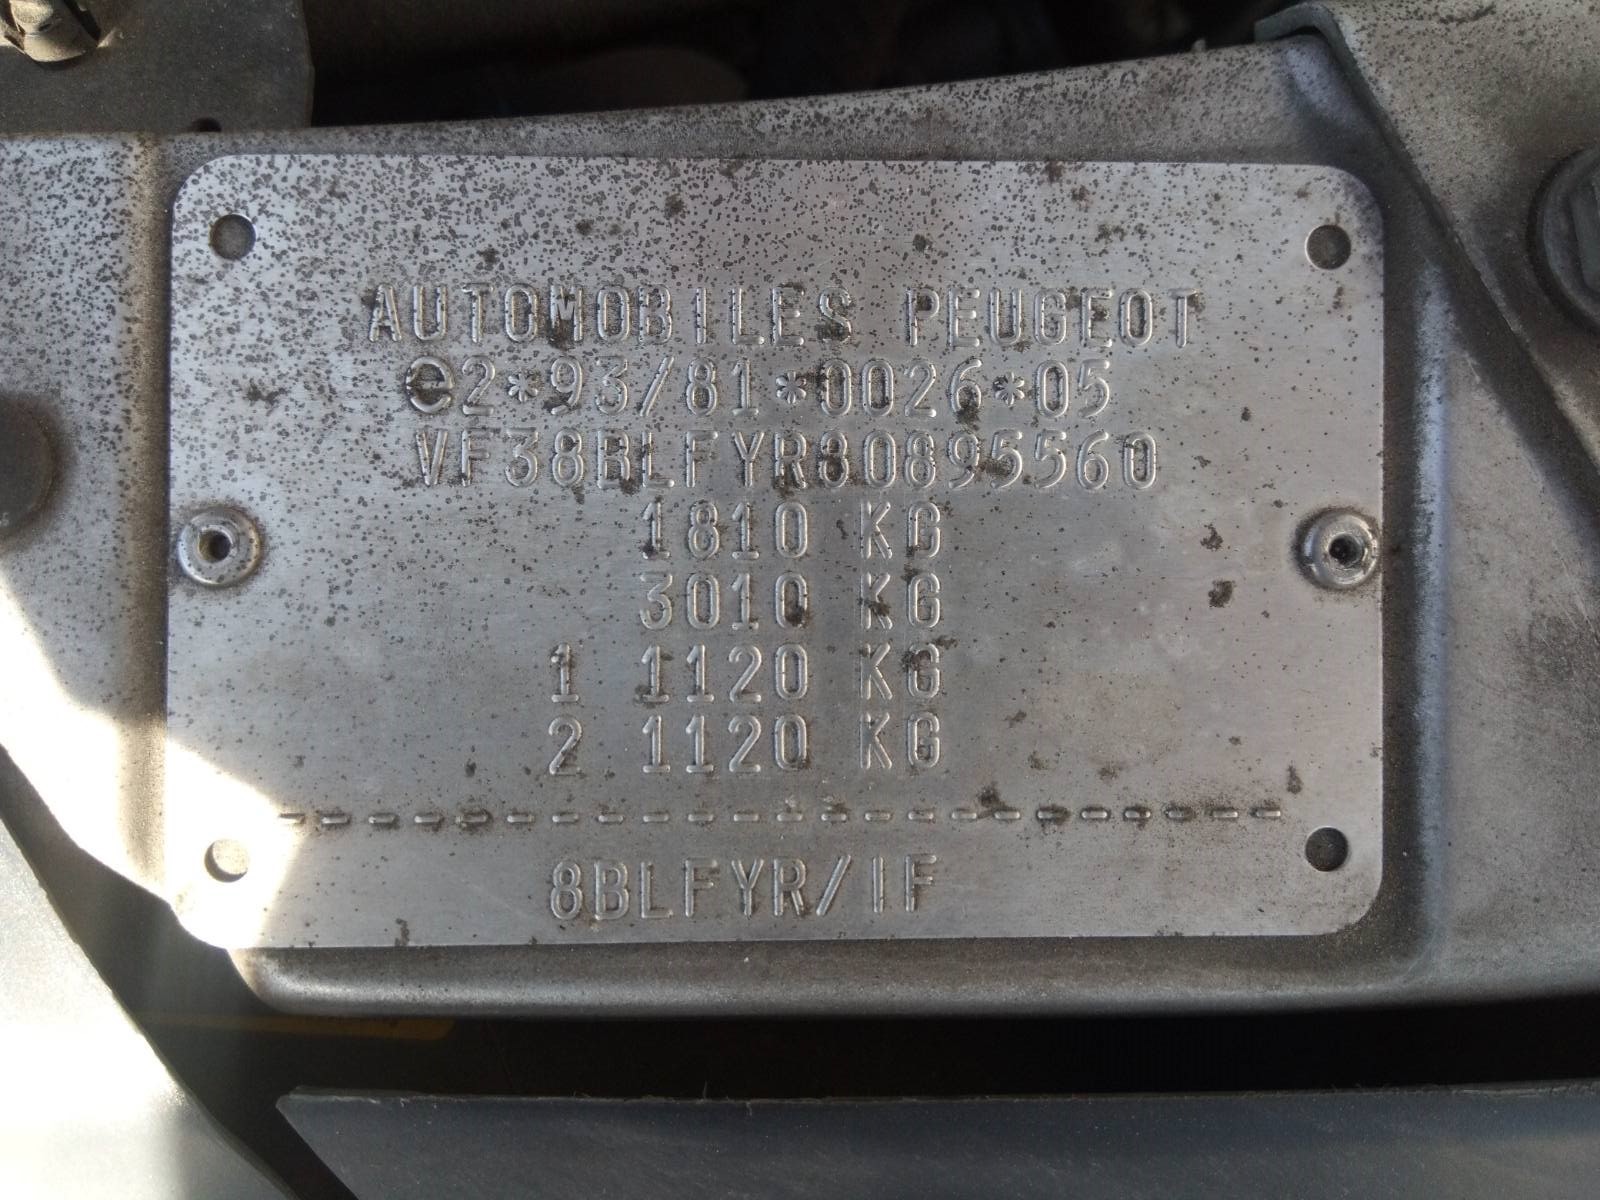 AUTOMOBILES PEUGEOT
e2*93/81*0026*05
VF38BLFYR80895560
1810 KG
3010 KG
1 1120 KG
2 1120 KG
--------------------------
8BLFYR/IF